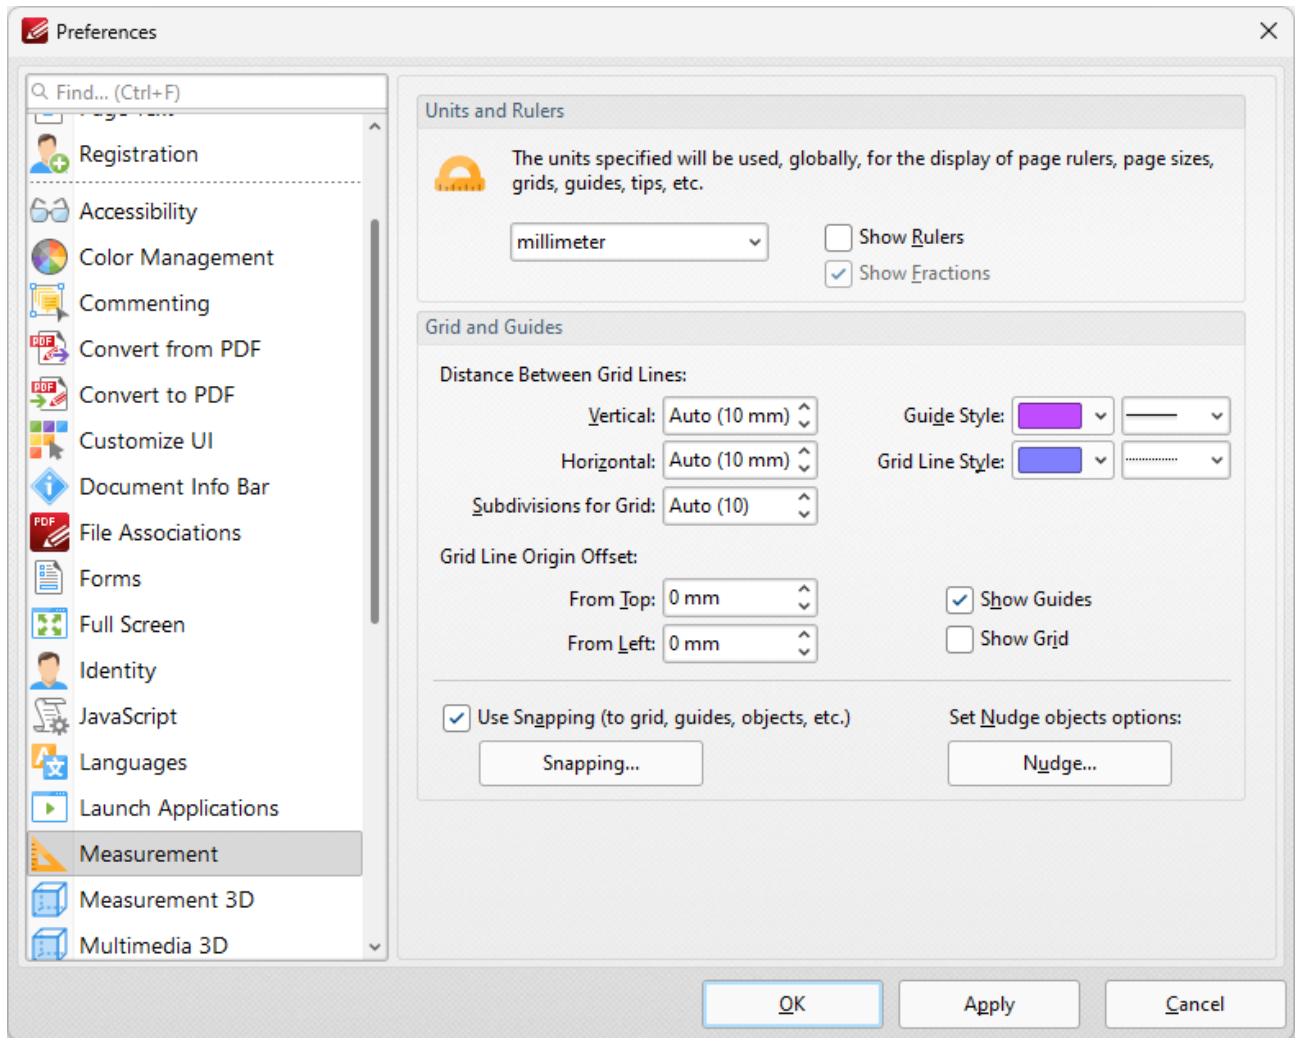 Preferences
Find... (Ctrl+F)
Registration
Accessibility
Color Management
Commenting
Convert from PDF
Convert to PDF
Customize UI
Document Info Bar
File Associations
Forms
Full Screen
Identity
JavaScript
Languages
Launch Applications
Measurement
Measurement 3D
Multimedia 3D
Units and Rulers
The units specified will be used, globally, for the display of page rulers, page sizes,
grids, guides, tips, etc.
millimeter
Show Rulers
Show Fractions
Grid and Guides
Distance Between Grid Lines:
Vertical: Auto (10 mm) Guide Style:
Horizontal: Auto (10 mm) Grid Line Style:
Subdivisions for Grid: Auto (10)
Grid Line Origin Offset:
From Top: 0 mm Show Guides
From Left: 0 mm Show Grid
Use Snapping (to grid, guides, objects, etc.) Set Nudge objects options:
Snapping... Nudge...
OK Apply Cancel